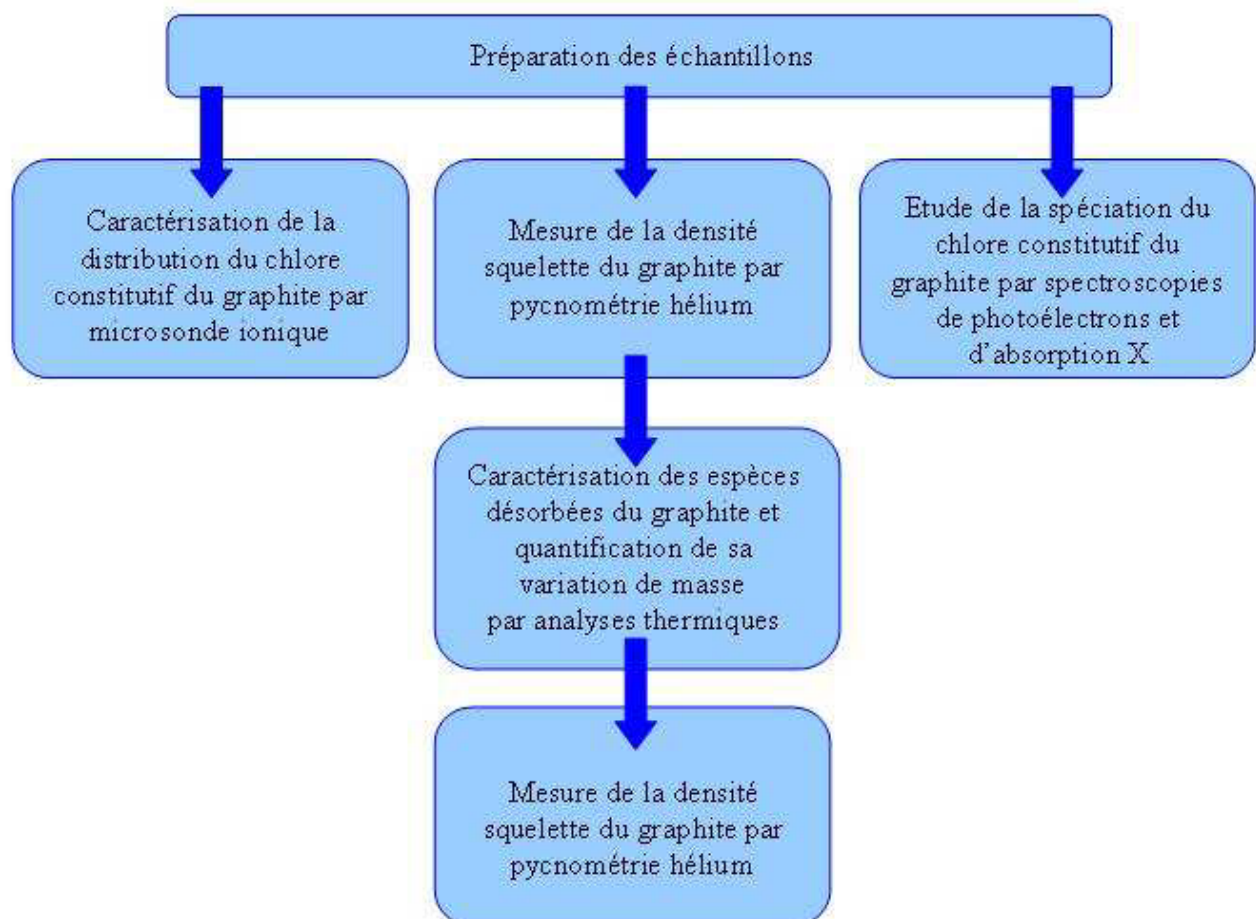 Préparation des échantillons
Caractérisation de la
distribution du chlore
constitutif du graphite par
microsonde ionique
Mesure de la densité
squelette du graphite par
pycnométrie hélium
Etude de la spéciation du
chlore constitutif du
graphite par spectroscopies
de photoélectrons et
d'absorption X
Caractérisation des espèces
désorbées du graphite et
quantification de sa
variation de masse
par analyses thermiques
Mesure de la densité
squelette du graphite par
pycnométrie hélium